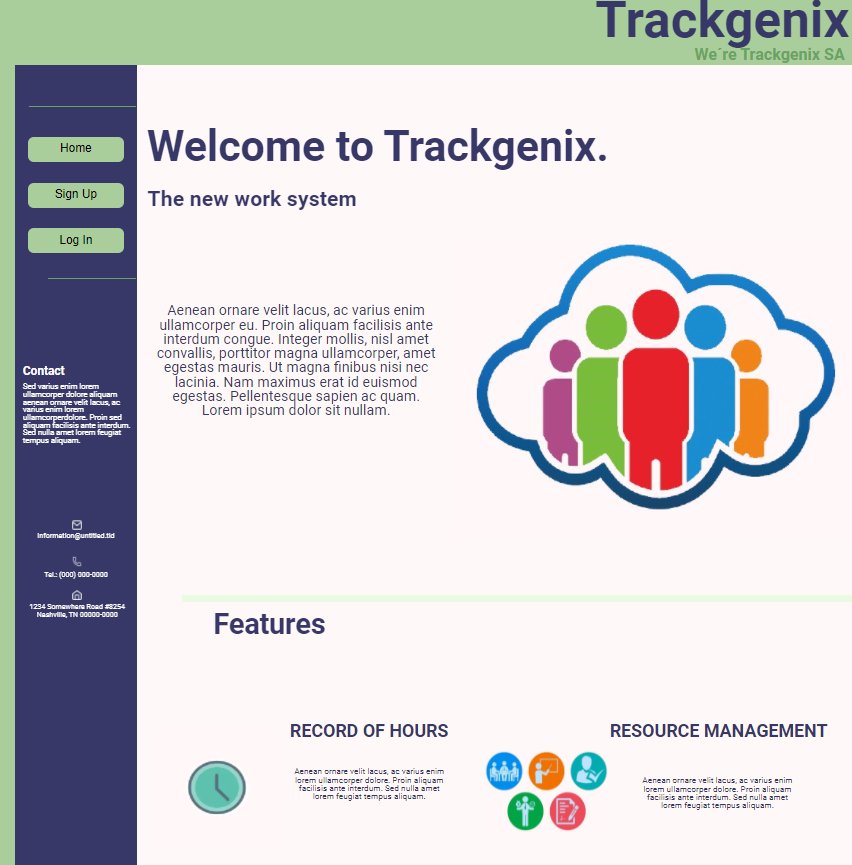 Trackgenix
We´re Trackgenix SA
Home
Sign Up
Log In
Contact
Sed varius enim lorem
ullamcorper dolore aliquam
aenean ornare velit lacus, ac
varius enim lorem
ullamcorperdolore. Proin sed
aliquam facilisis ante interdum.
Sed nulla amet lorem feugiat
tempus aliquam.
information@untitled.tld
Tel.: (000) 000-0000
1234 Somewhere Road #8254
Nashville, TN 00000-0000
Welcome to Trackgenix.
The new work system
Aenean ornare velit lacus, ac varius enim
ullamcorper eu. Proin aliquam facilisis ante
interdum congue. Integer mollis, nisl amet
convallis, porttitor magna ullamcorper, amet
egestas mauris. Ut magna finibus nisi nec
lacinia. Nam maximus erat id euismod
egestas. Pellentesque sapien ac quam.
Lorem ipsum dolor sit nullam.
Features
RECORD OF HOURS
Aenean ornare velit lacus, ac varius enim
lorem ullamcorper dolore. Proin aliquam
facilisis ante interdum. Sed nulla amet
lorem feugiat tempus aliquam.
RESOURCE MANAGEMENT
Aenean ornare velit lacus, ac varius enim
lorem ullamcorper dolore. Proin aliquam
facilisis ante interdum. Sed nulla amet
lorem feugiat tempus aliquam.